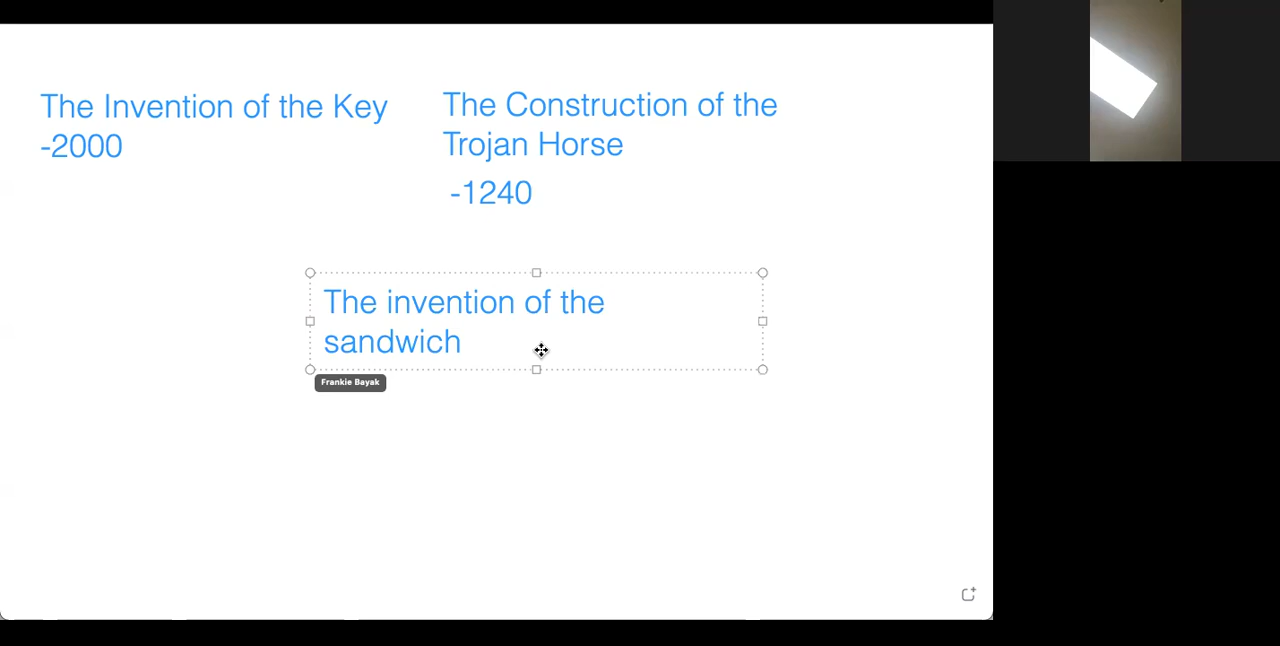 The Invention of the Key
-2000
The Construction of the
Trojan Horse
-1240
The invention of the
sandwich
Frankie Bayak